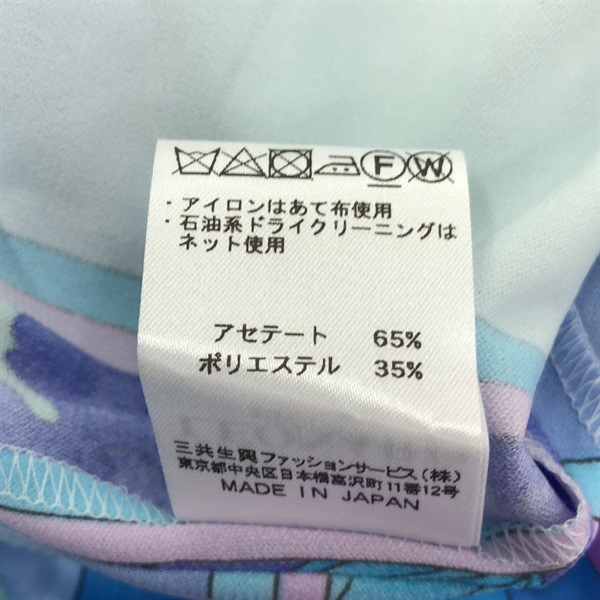 F W
・アイロンはあて布使用
・石油系ドライクリーニングは
ネット使用
アセテート 65%
ポリエステル 35%
三共生興ファッションサービス(株)
東京都中央区日本橋富沢町11番12号
MADE IN JAPAN